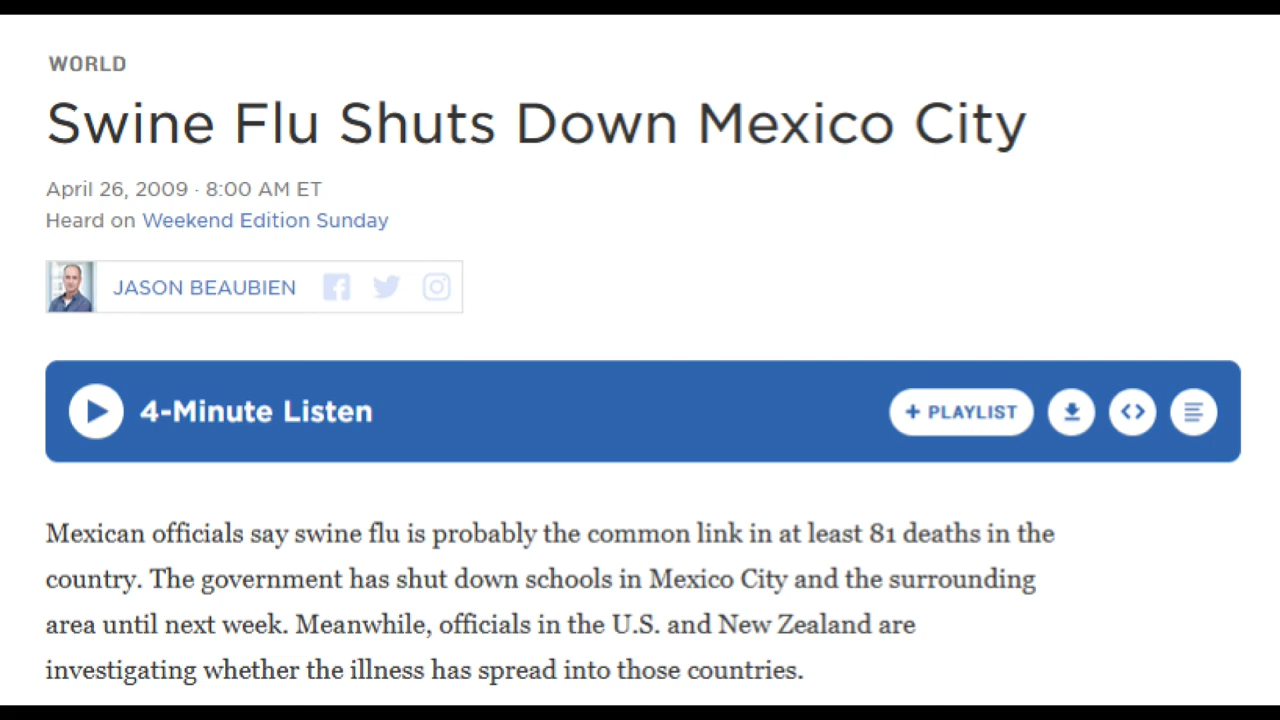 WORLD
Swine Flu Shuts Down Mexico City
April 26, 2009 · 8:00 AM ET
Heard on Weekend Edition Sunday
JASON BEAUBIEN
4-Minute Listen
+ PLAYLIST
Mexican officials say swine flu is probably the common link in at least 81 deaths in the
country. The government has shut down schools in Mexico City and the surrounding
area until next week. Meanwhile, officials in the U.S. and New Zealand are
investigating whether the illness has spread into those countries.